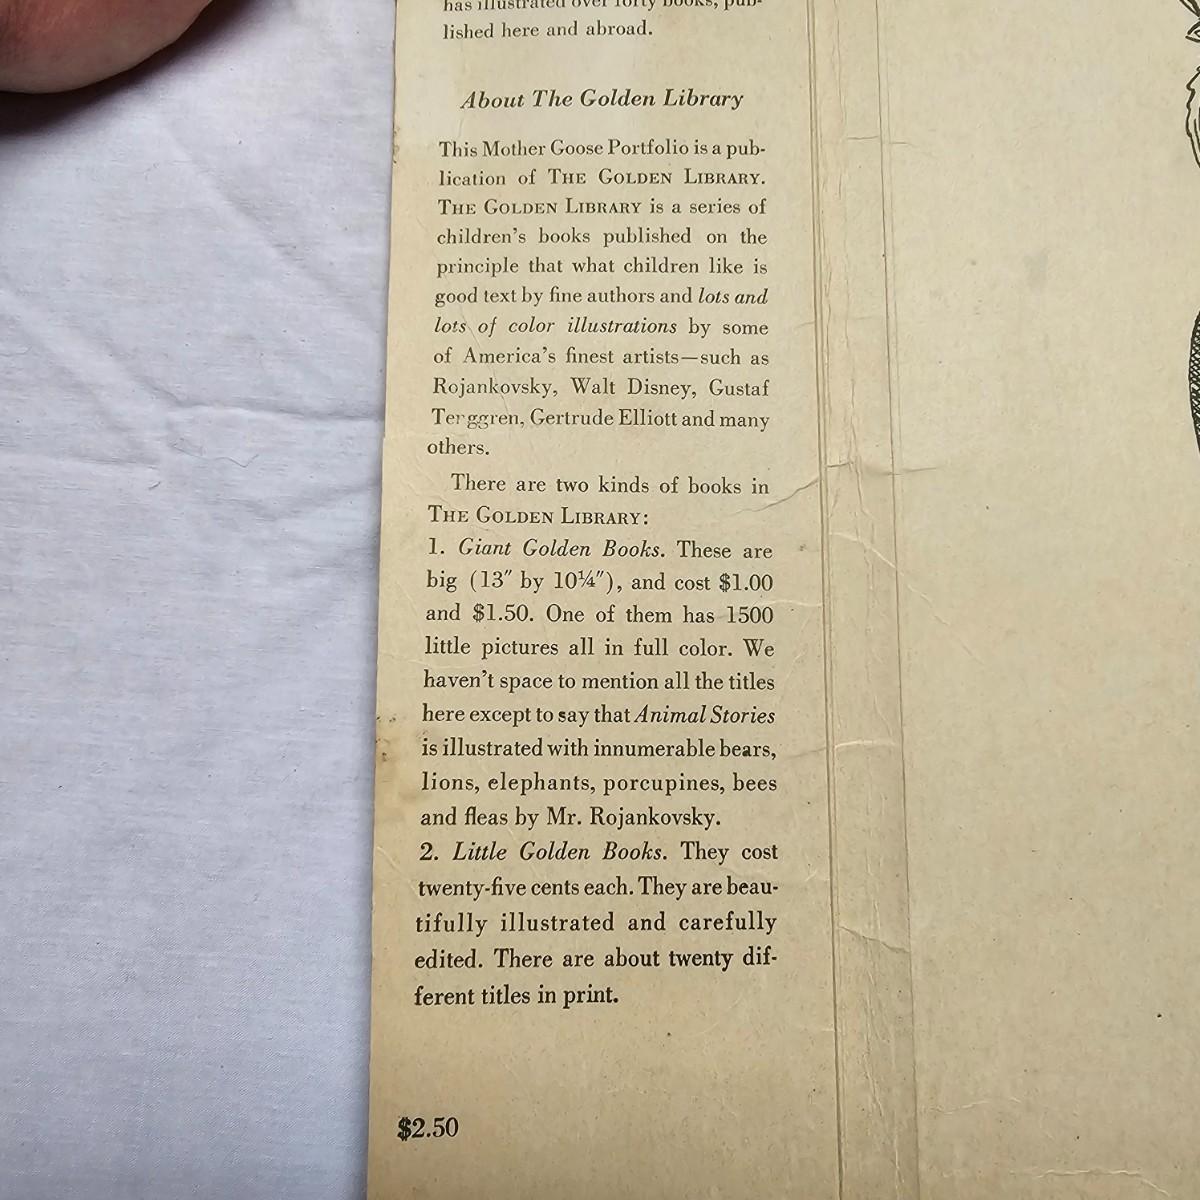 has illustrated over forty books, pub-
lished here and abroad.
About The Golden Library
This Mother Goose Portfolio is a pub-
lication of THE GOLDEN LIBRARY.
THE GOLDEN LIBRARY is a series of
children's books published on the
principle that what children like is
good text by fine authors and lots and
lots of color illustrations by some
of America's finest artists—such as
Rojankovsky, Walt Disney, Gustaf
Terggren, Gertrude Elliott and many
others.
There are two kinds of books in
THE GOLDEN LIBRARY:
1. Giant Golden Books. These are
big (13″ by 10¼″), and cost $1.00
and $1.50. One of them has 1500
little pictures all in full color. We
haven't space to mention all the titles
here except to say that Animal Stories
is illustrated with innumerable bears,
lions, elephants, porcupines, bees
and fleas by Mr. Rojankovsky.
2. Little Golden Books. They cost
twenty-five cents each. They are beau-
tifully illustrated and carefully
edited. There are about twenty dif-
ferent titles in print.
$2.50